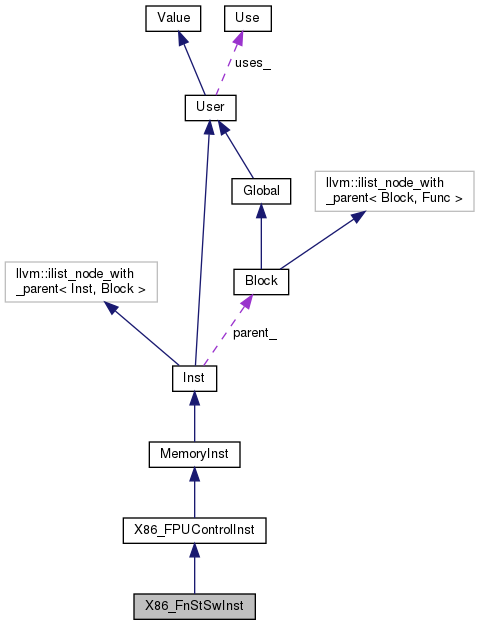 Value
Use
uses_
User
Global
llvm::ilist_node_with
_parent< Block, Func >
llvm::ilist_node_with
_parent< Inst, Block >
Block
parent_
Inst
MemoryInst
X86_FPUControlInst
X86_FnStSwInst